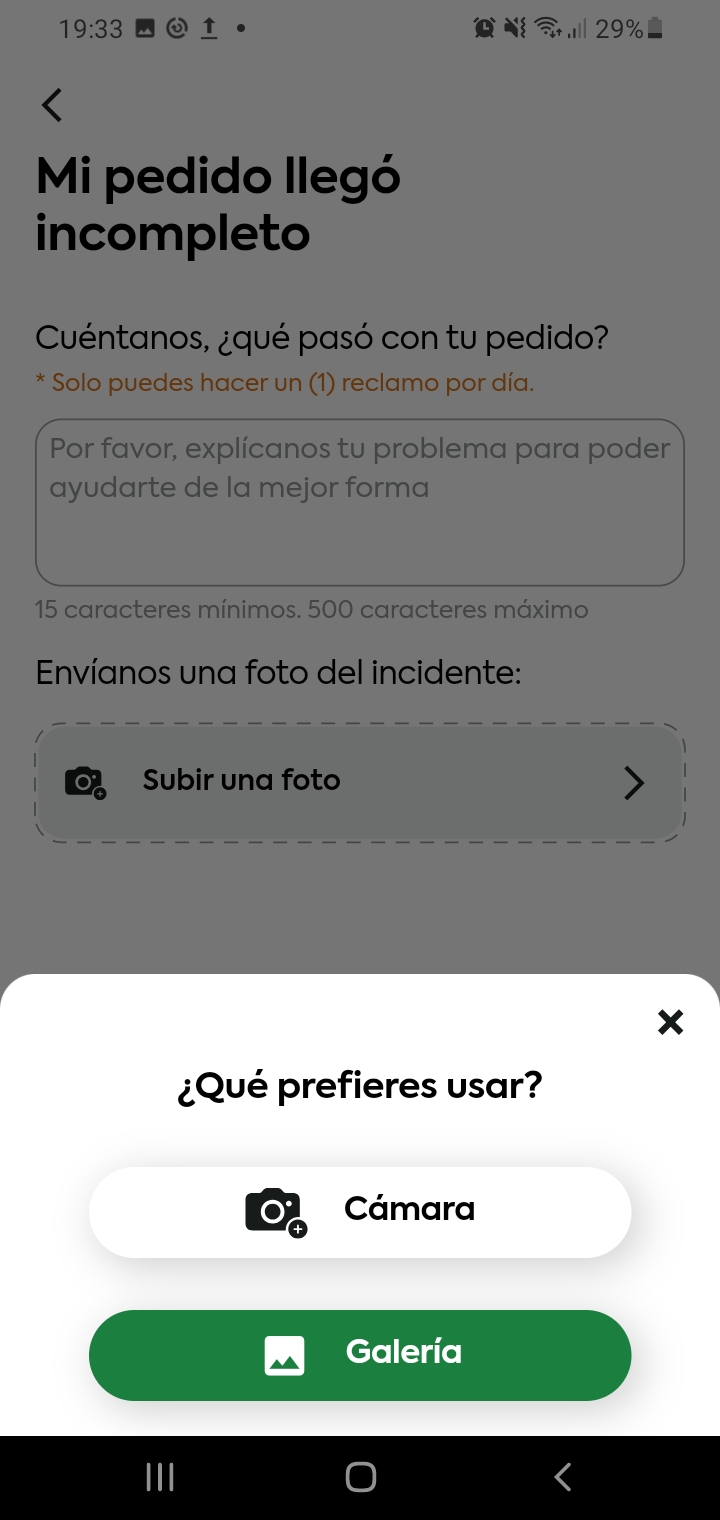 19:33
29%
Mi pedido llegó
incompleto
Cuéntanos, ¿qué pasó con tu pedido?
* Solo puedes hacer un (1) reclamo por día.
Por favor, explícanos tu problema para poder
ayudarte de la mejor forma
15 caracteres mínimos. 500 caracteres máximo
Envíanos una foto del incidente:
Subir una foto
¿Qué prefieres usar?
Cámara
Galería